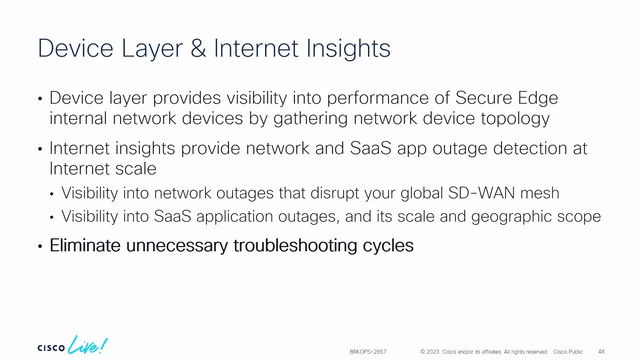 Device Layer & Internet Insights
• Device layer provides visibility into performance of Secure Edge
internal network devices by gathering network device topology
• Internet insights provide network and SaaS app outage detection at
Internet scale
• Visibility into network outages that disrupt your global SD-WAN mesh
• Visibility into SaaS application outages, and its scale and geographic scope
• Eliminate unnecessary troubleshooting cycles
CISCO Live!
BRKOPS-2857
© 2023 Cisco and/or its affiliates. All rights reserved. Cisco Public
48